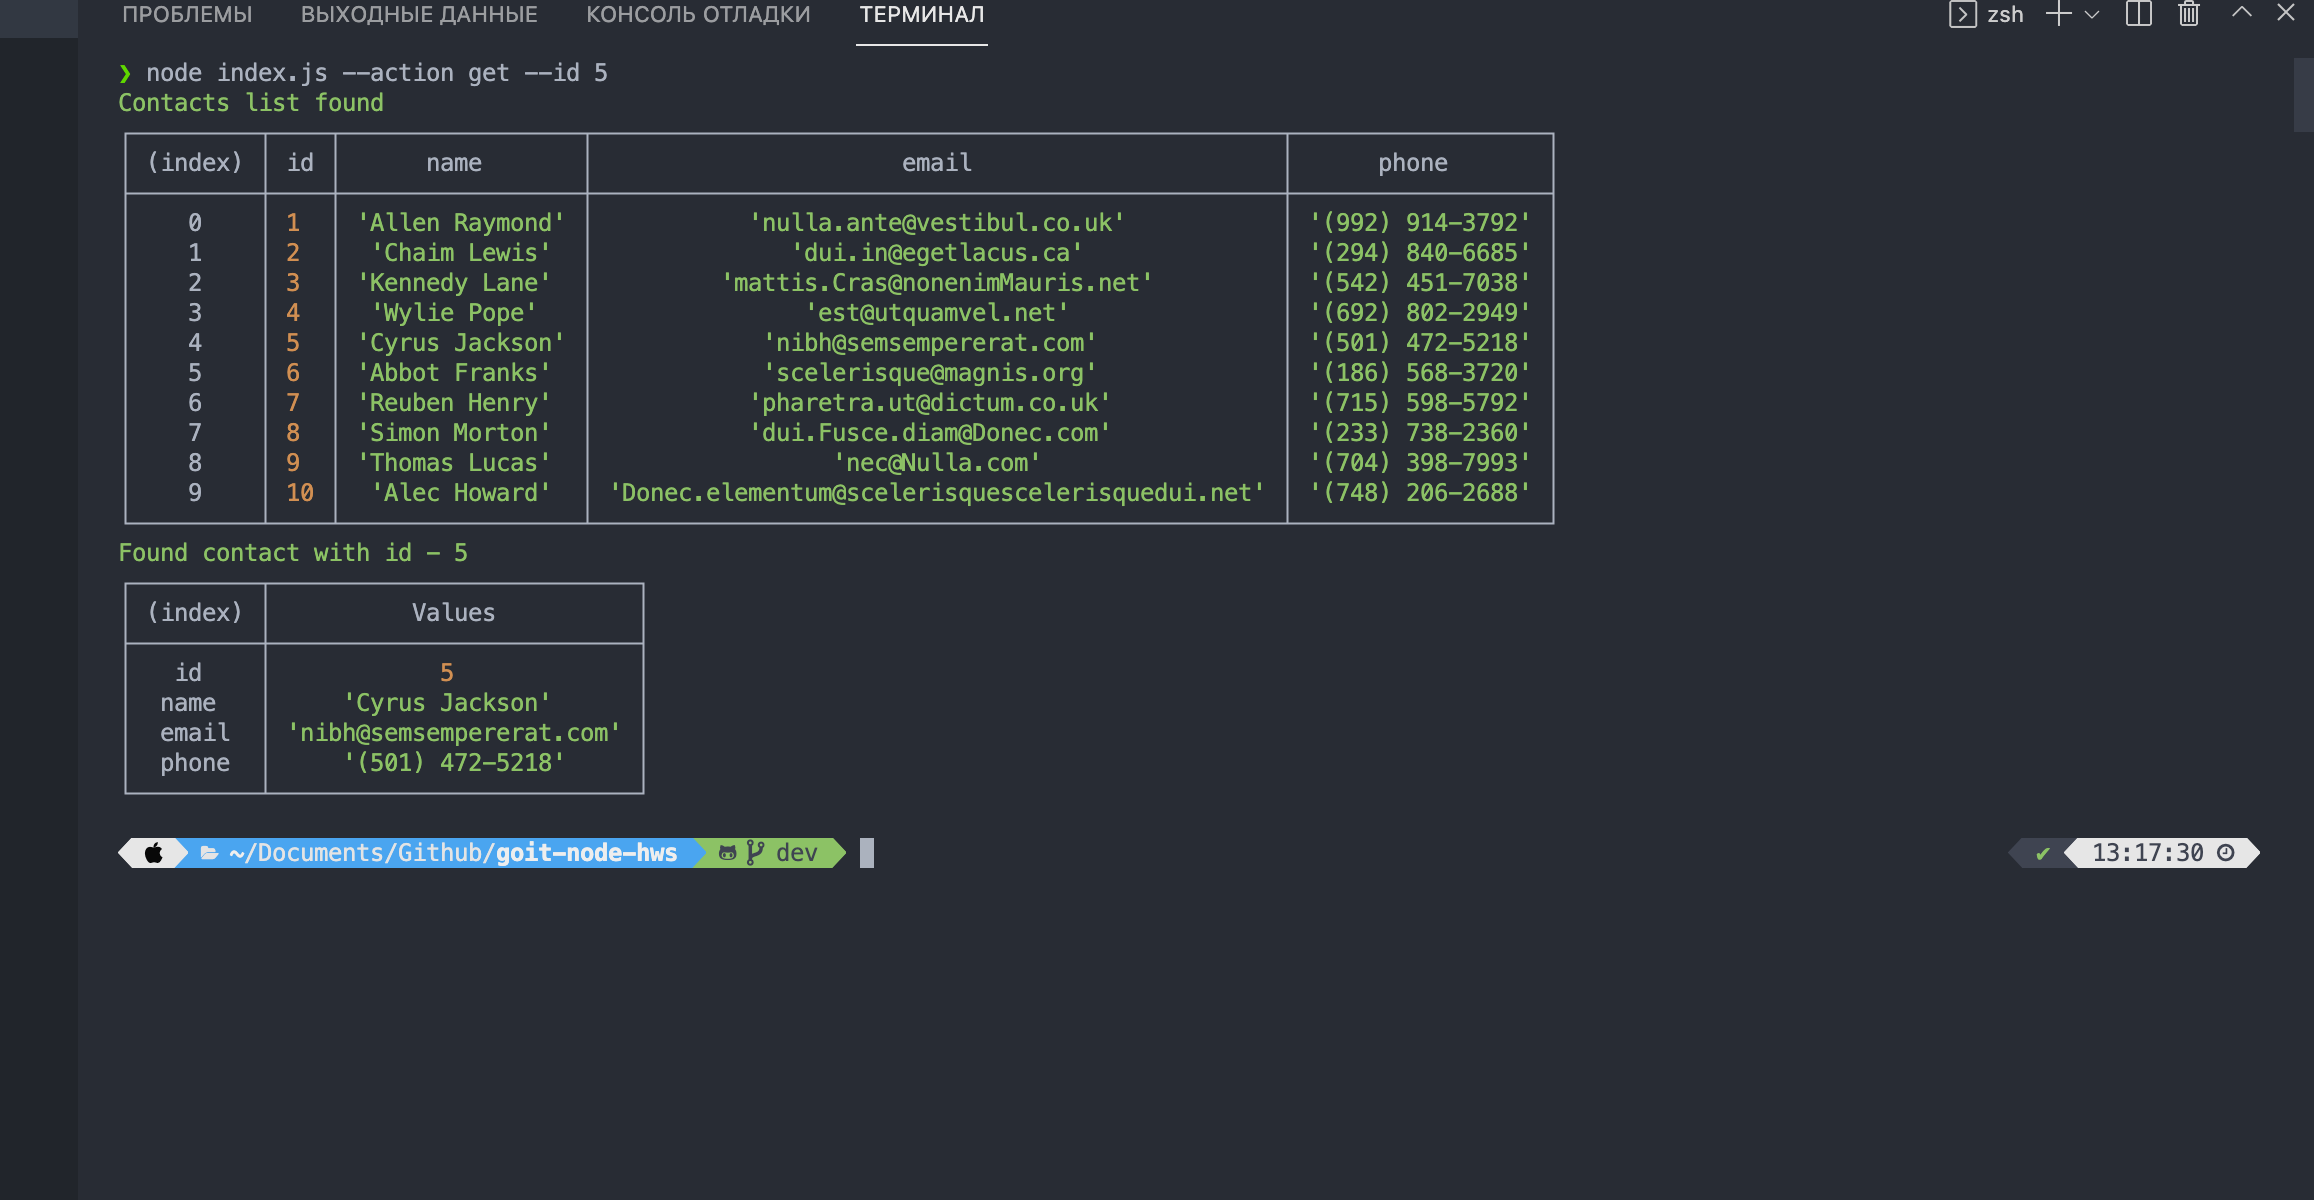 ПРОБЛЕМЫ ВЫХОДНЫЕ ДАННЫЕ КОНСОЛЬ ОТЛАДКИ ТЕРМИНАЛ zsh
❯ node index.js --action get --id 5
Contacts list found
(index) id name email phone
0 1 'Allen Raymond' 'nulla.ante@vestibul.co.uk' '(992) 914-3792'
1 2 'Chaim Lewis' 'dui.in@egetlacus.ca' '(294) 840-6685'
2 3 'Kennedy Lane' 'mattis.Cras@nonenimMauris.net' '(542) 451-7038'
3 4 'Wylie Pope' 'est@utquamvel.net' '(692) 802-2949'
4 5 'Cyrus Jackson' 'nibh@semsempererat.com' '(501) 472-5218'
5 6 'Abbot Franks' 'scelerisque@magnis.org' '(186) 568-3720'
6 7 'Reuben Henry' 'pharetra.ut@dictum.co.uk' '(715) 598-5792'
7 8 'Simon Morton' 'dui.Fusce.diam@Donec.com' '(233) 738-2360'
8 9 'Thomas Lucas' 'nec@Nulla.com' '(704) 398-7993'
9 10 'Alec Howard' 'Donec.elementum@scelerisquescelerisquedui.net' '(748) 206-2688'
Found contact with id - 5
(index) Values
id 5
name 'Cyrus Jackson'
email 'nibh@semsempererat.com'
phone '(501) 472-5218'
~/Documents/Github/goit-node-hws dev ✔ 13:17:30